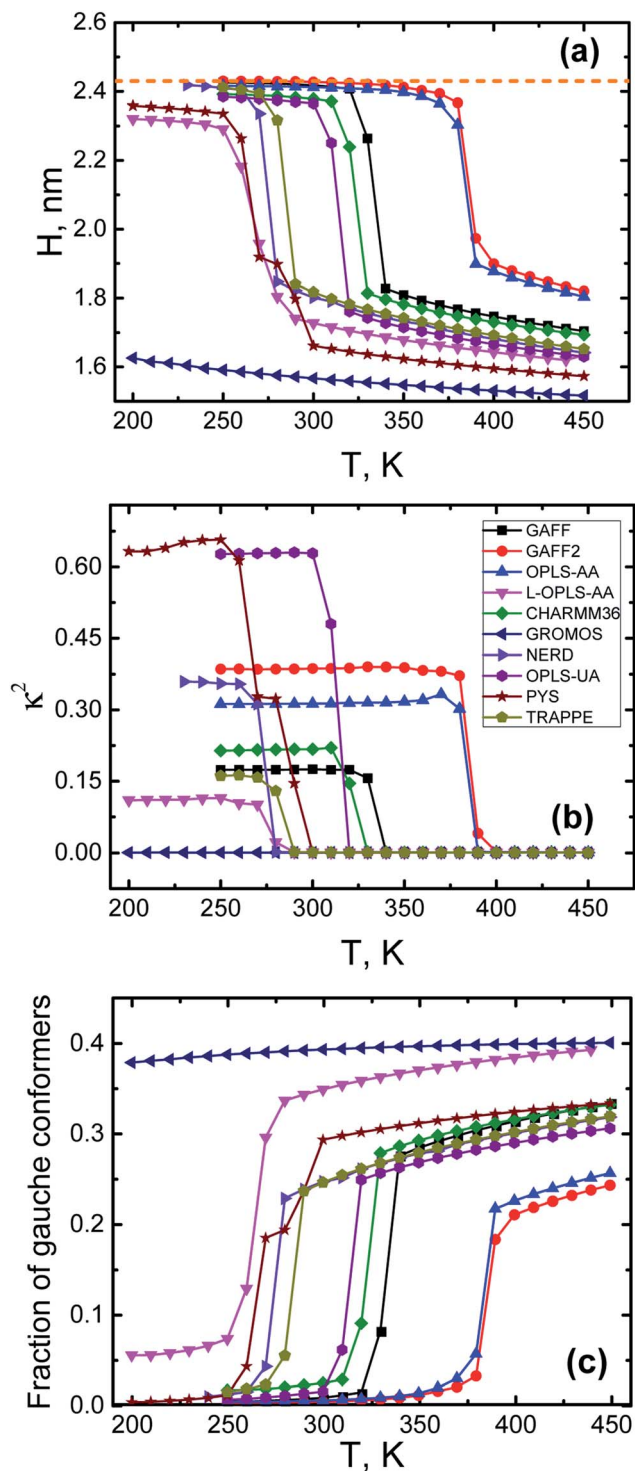 (a)
H, nm
2.6
2.4
2.2
2.0
1.8
1.6
200 250 300 350 400 450
T, K
κ²
0.60
0.45
0.30
0.15
0.00
GAFF
GAFF2
OPLS-AA
L-OPLS-AA
CHARMM36
GROMOS
NERD
OPLS-UA
PYS
TRAPPE
(b)
200 250 300 350 400 450
T, K
Fraction of gauche conformers
0.4
0.3
0.2
0.1
0.0
(c)
200 250 300 350 400 450
T, K